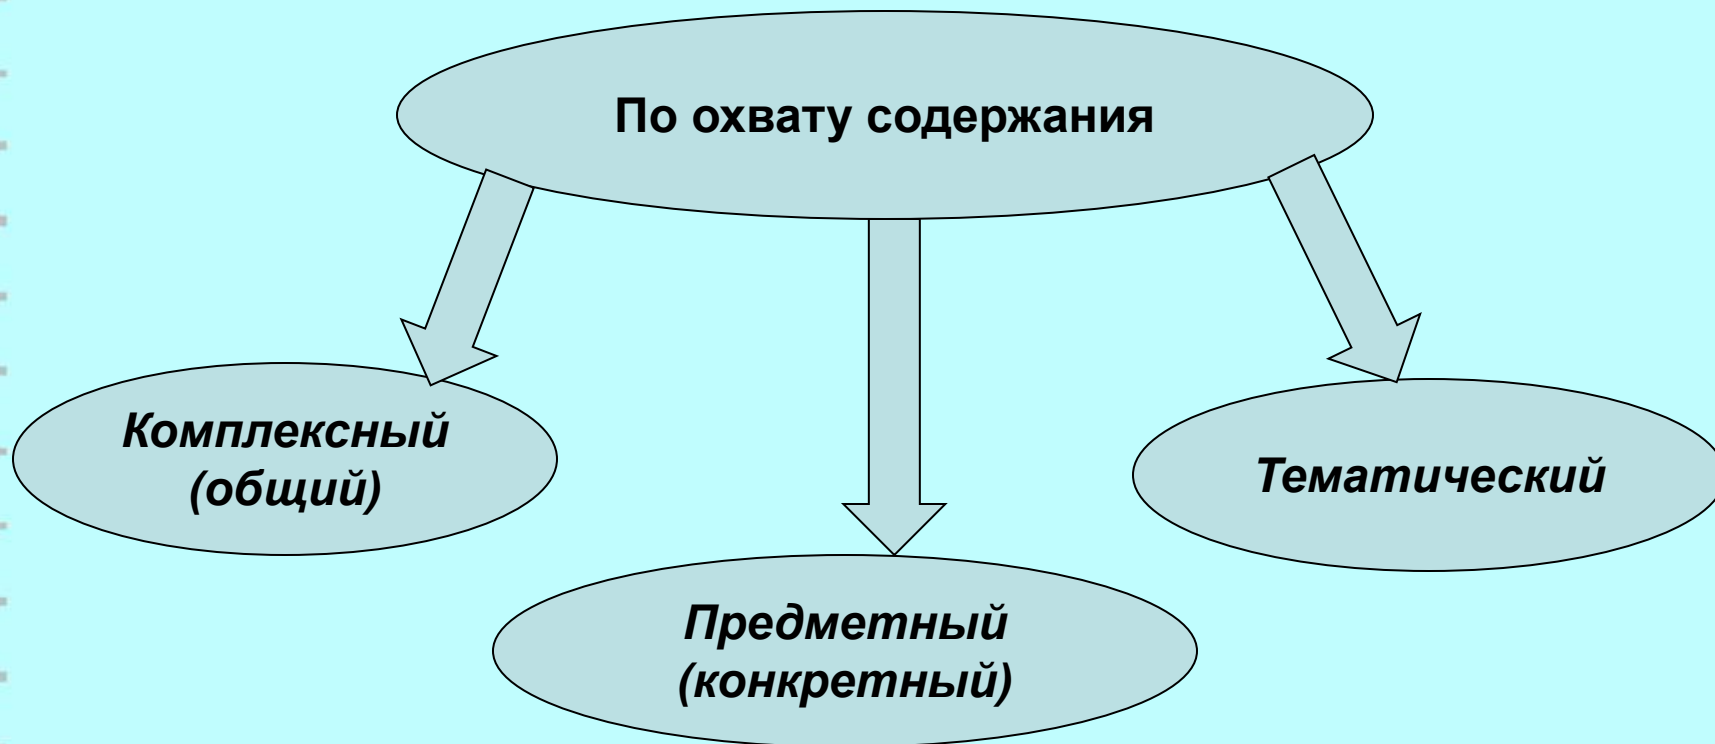 По охвату содержания
Комплексный
(общий)
Тематический
Предметный
(конкретный)